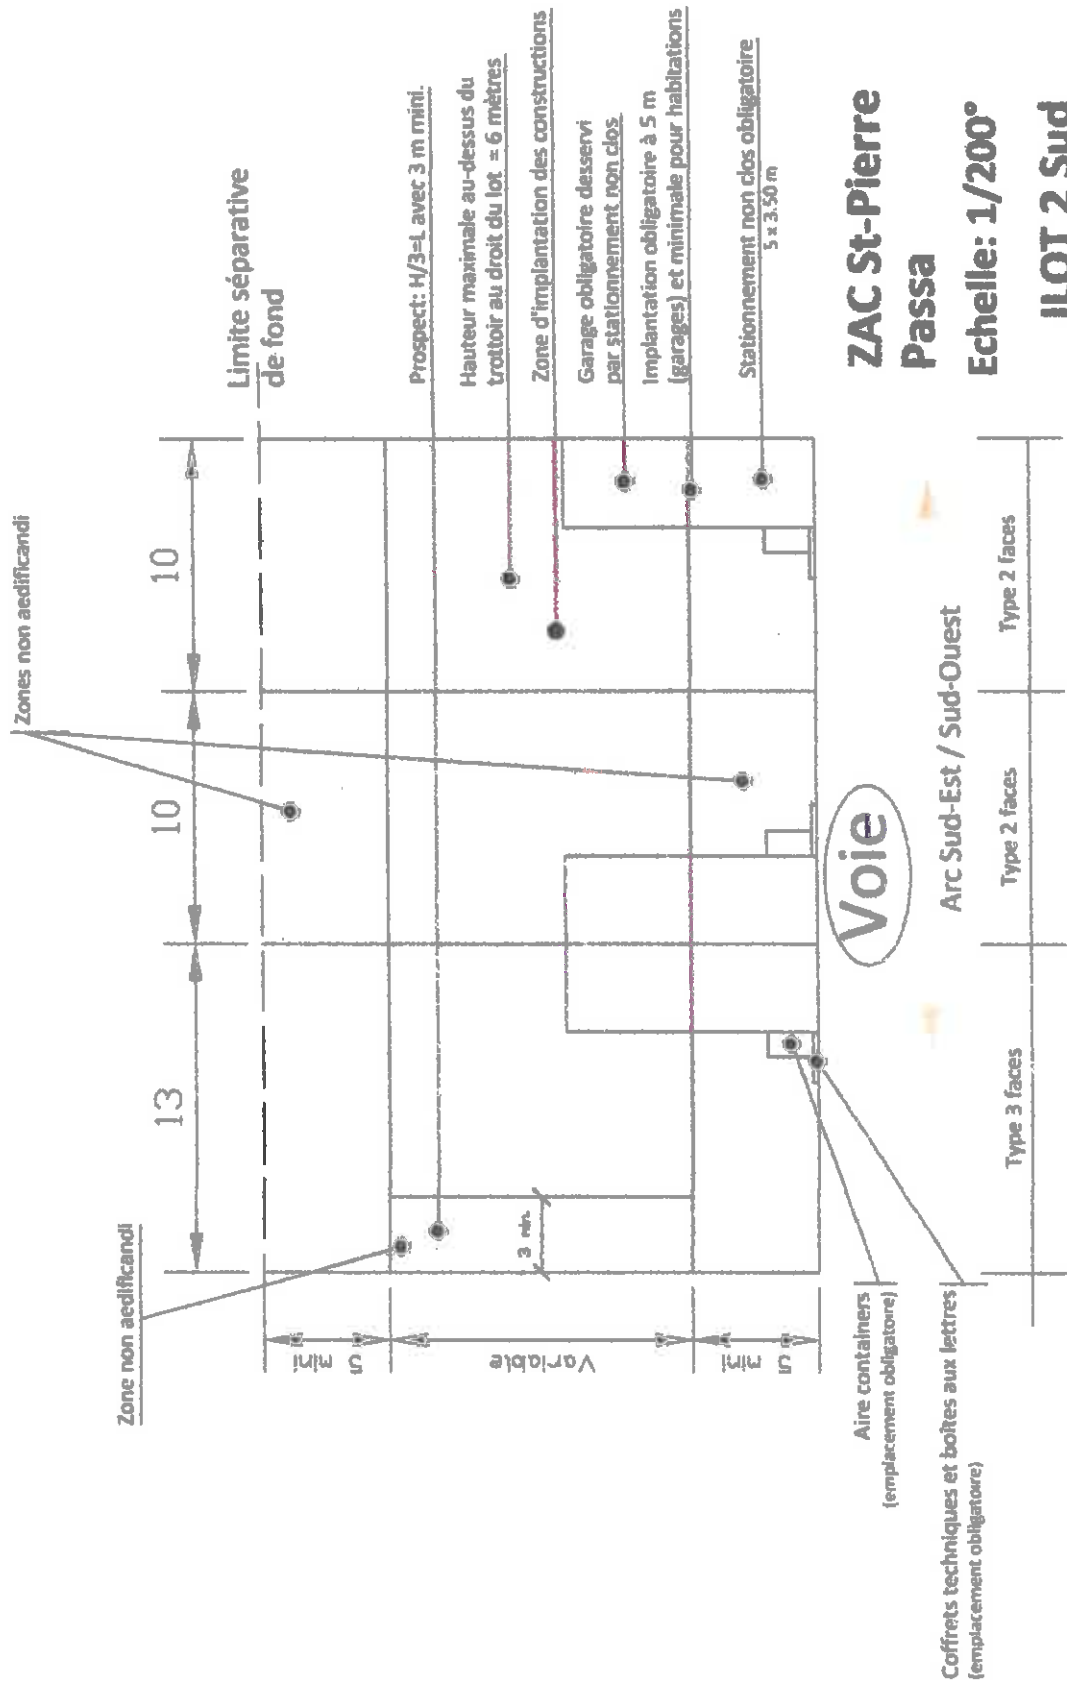 Zones non aedificandi
Zone non aedificandi
13
10
10
Limite séparative
de fond
Prospect: H/3=L avec 3 m mini.
Hauteur maximale au-dessus du
trottoir au droit du lot = 6 mètres
Zone d'implantation des constructions
Garage obligatoire desservi
par stationnement non clos
Implantation obligatoire à 5 m
(garages) et minimale pour habitations
Stationnement non clos obligatoire
5 x 3.50 m
5
mini
Variable
5
mini
3 min.
Voie
Aire containers
(emplacement obligatoire)
Coffrets techniques et boîtes aux lettres
(emplacement obligatoire)
Arc Sud-Est / Sud-Ouest
Type 3 faces
Type 2 faces
Type 2 faces
ZAC St-Pierre
Passa
Echelle: 1/200°
ILOT 2 Sud